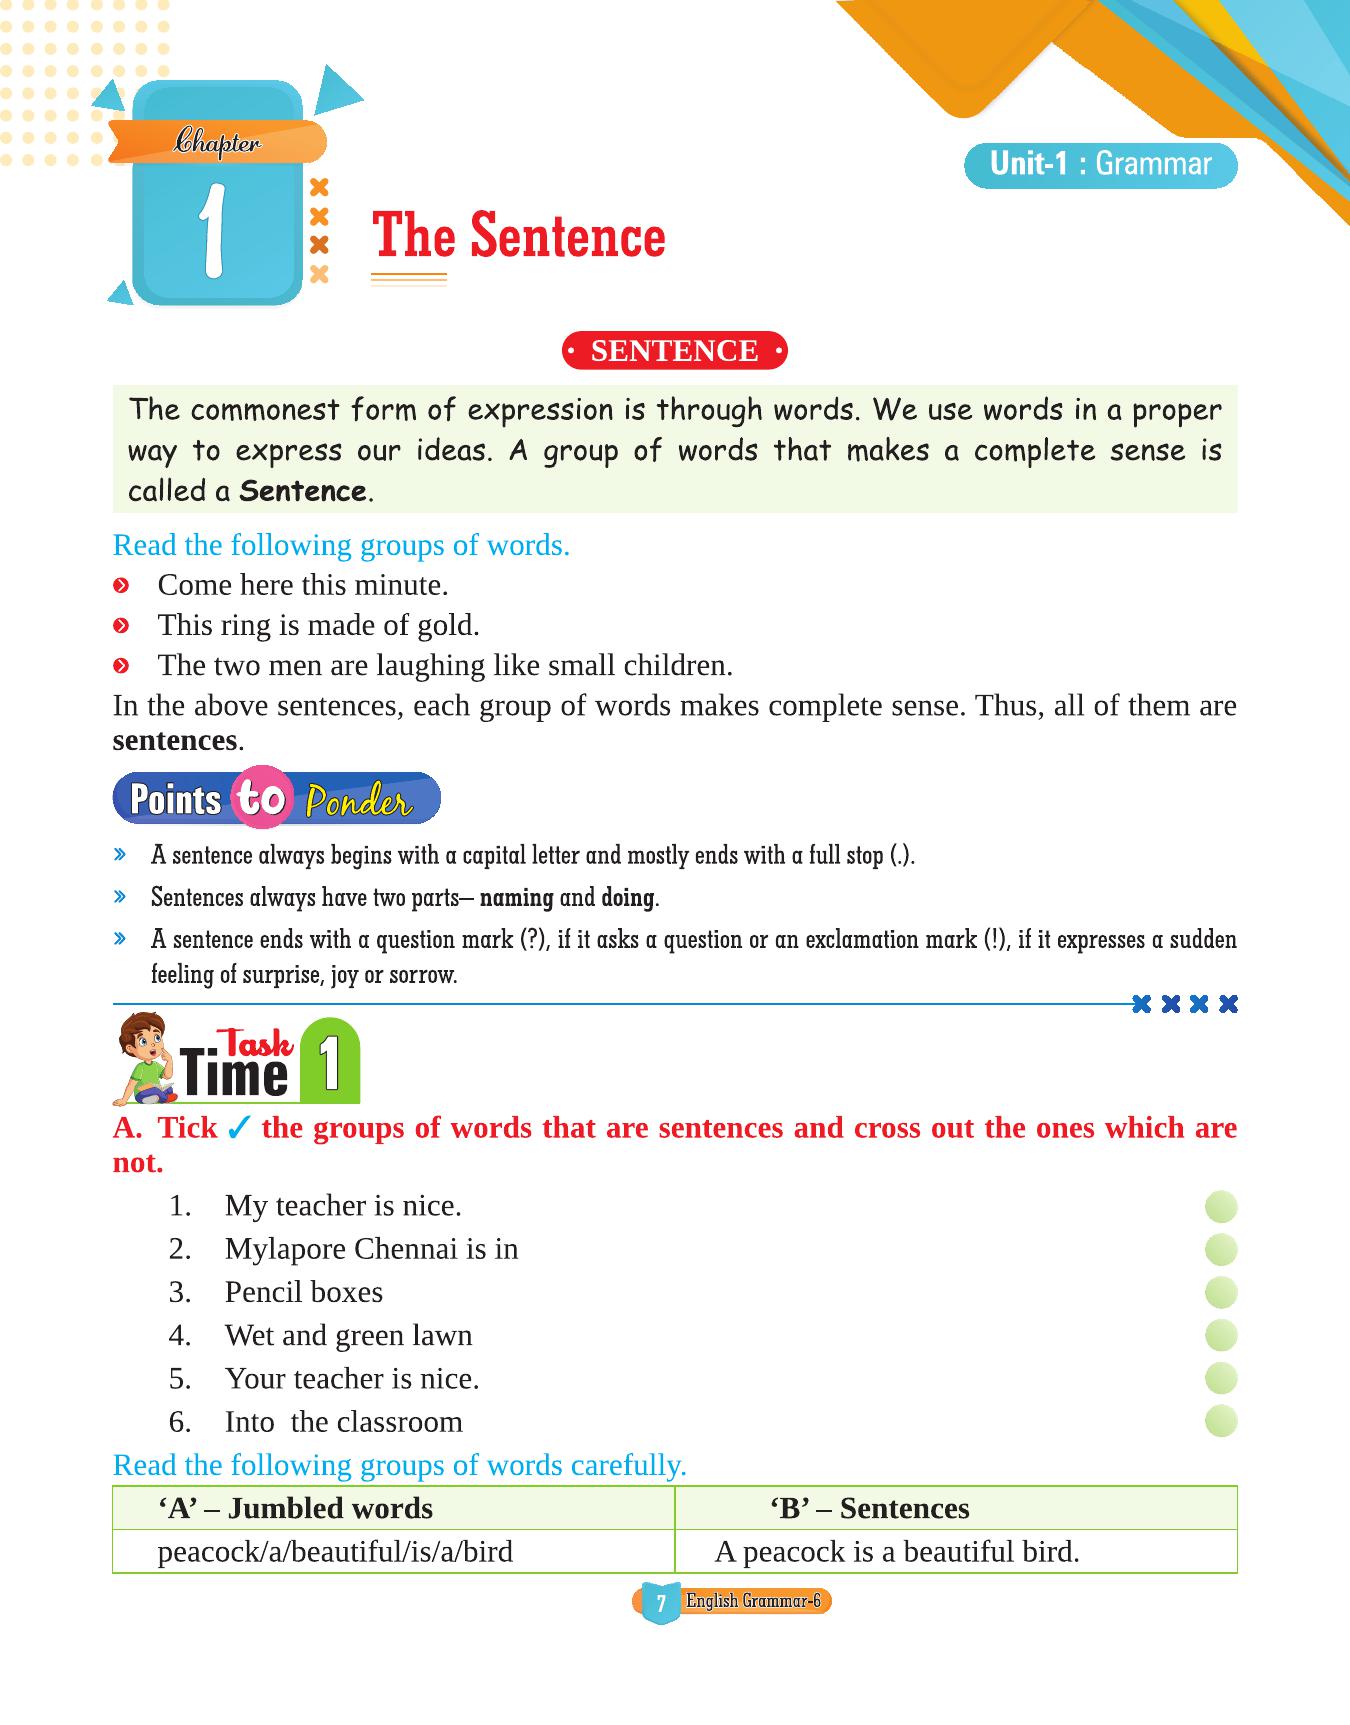 Chapter
1
Unit-1 : Grammar
The Sentence
SENTENCE
The commonest form of expression is through words. We use words in a proper
way to express our ideas. A group of words that makes a complete sense is
called a Sentence.
Read the following groups of words.
Come here this minute.
This ring is made of gold.
The two men are laughing like small children.
In the above sentences, each group of words makes complete sense. Thus, all of them are
sentences.
Points to Ponder
» A sentence always begins with a capital letter and mostly ends with a full stop (.).
» Sentences always have two parts– naming and doing.
» A sentence ends with a question mark (?), if it asks a question or an exclamation mark (!), if it expresses a sudden
feeling of surprise, joy or sorrow.
Task
Time 1
A. Tick ✓ the groups of words that are sentences and cross out the ones which are
not.
1. My teacher is nice.
2. Mylapore Chennai is in
3. Pencil boxes
4. Wet and green lawn
5. Your teacher is nice.
6. Into the classroom
Read the following groups of words carefully.
‘A’ – Jumbled words ‘B’ – Sentences
peacock/a/beautiful/is/a/bird A peacock is a beautiful bird.
7 English Grammar-6